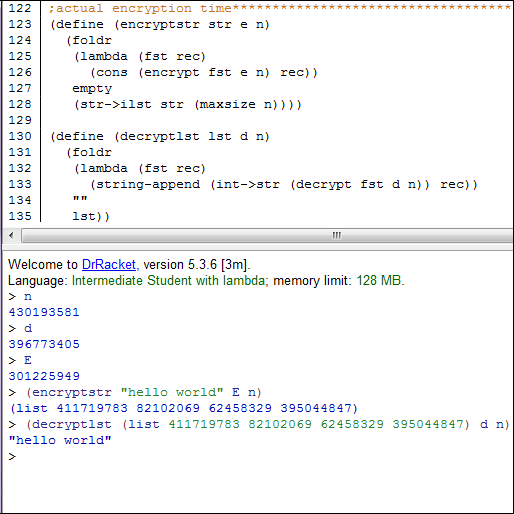 122 ;actual encryption time***********************************
123 (define (encryptstr str e n)
124 (foldr
125 (lambda (fst rec)
126 (cons (encrypt fst e n) rec))
127 empty
128 (str->ilst str (maxsize n))))
129
130 (define (decryptlst lst d n)
131 (foldr
132 (lambda (fst rec)
133 (string-append (int->str (decrypt fst d n)) rec))
134 ""
135 lst))
Welcome to DrRacket, version 5.3.6 [3m].
Language: Intermediate Student with lambda; memory limit: 128 MB.
> n
430193581
> d
396773405
> E
301225949
> (encryptstr "hello world" E n)
(list 411719783 82102069 62458329 395044847)
> (decryptlst (list 411719783 82102069 62458329 395044847) d n)
"hello world"
>